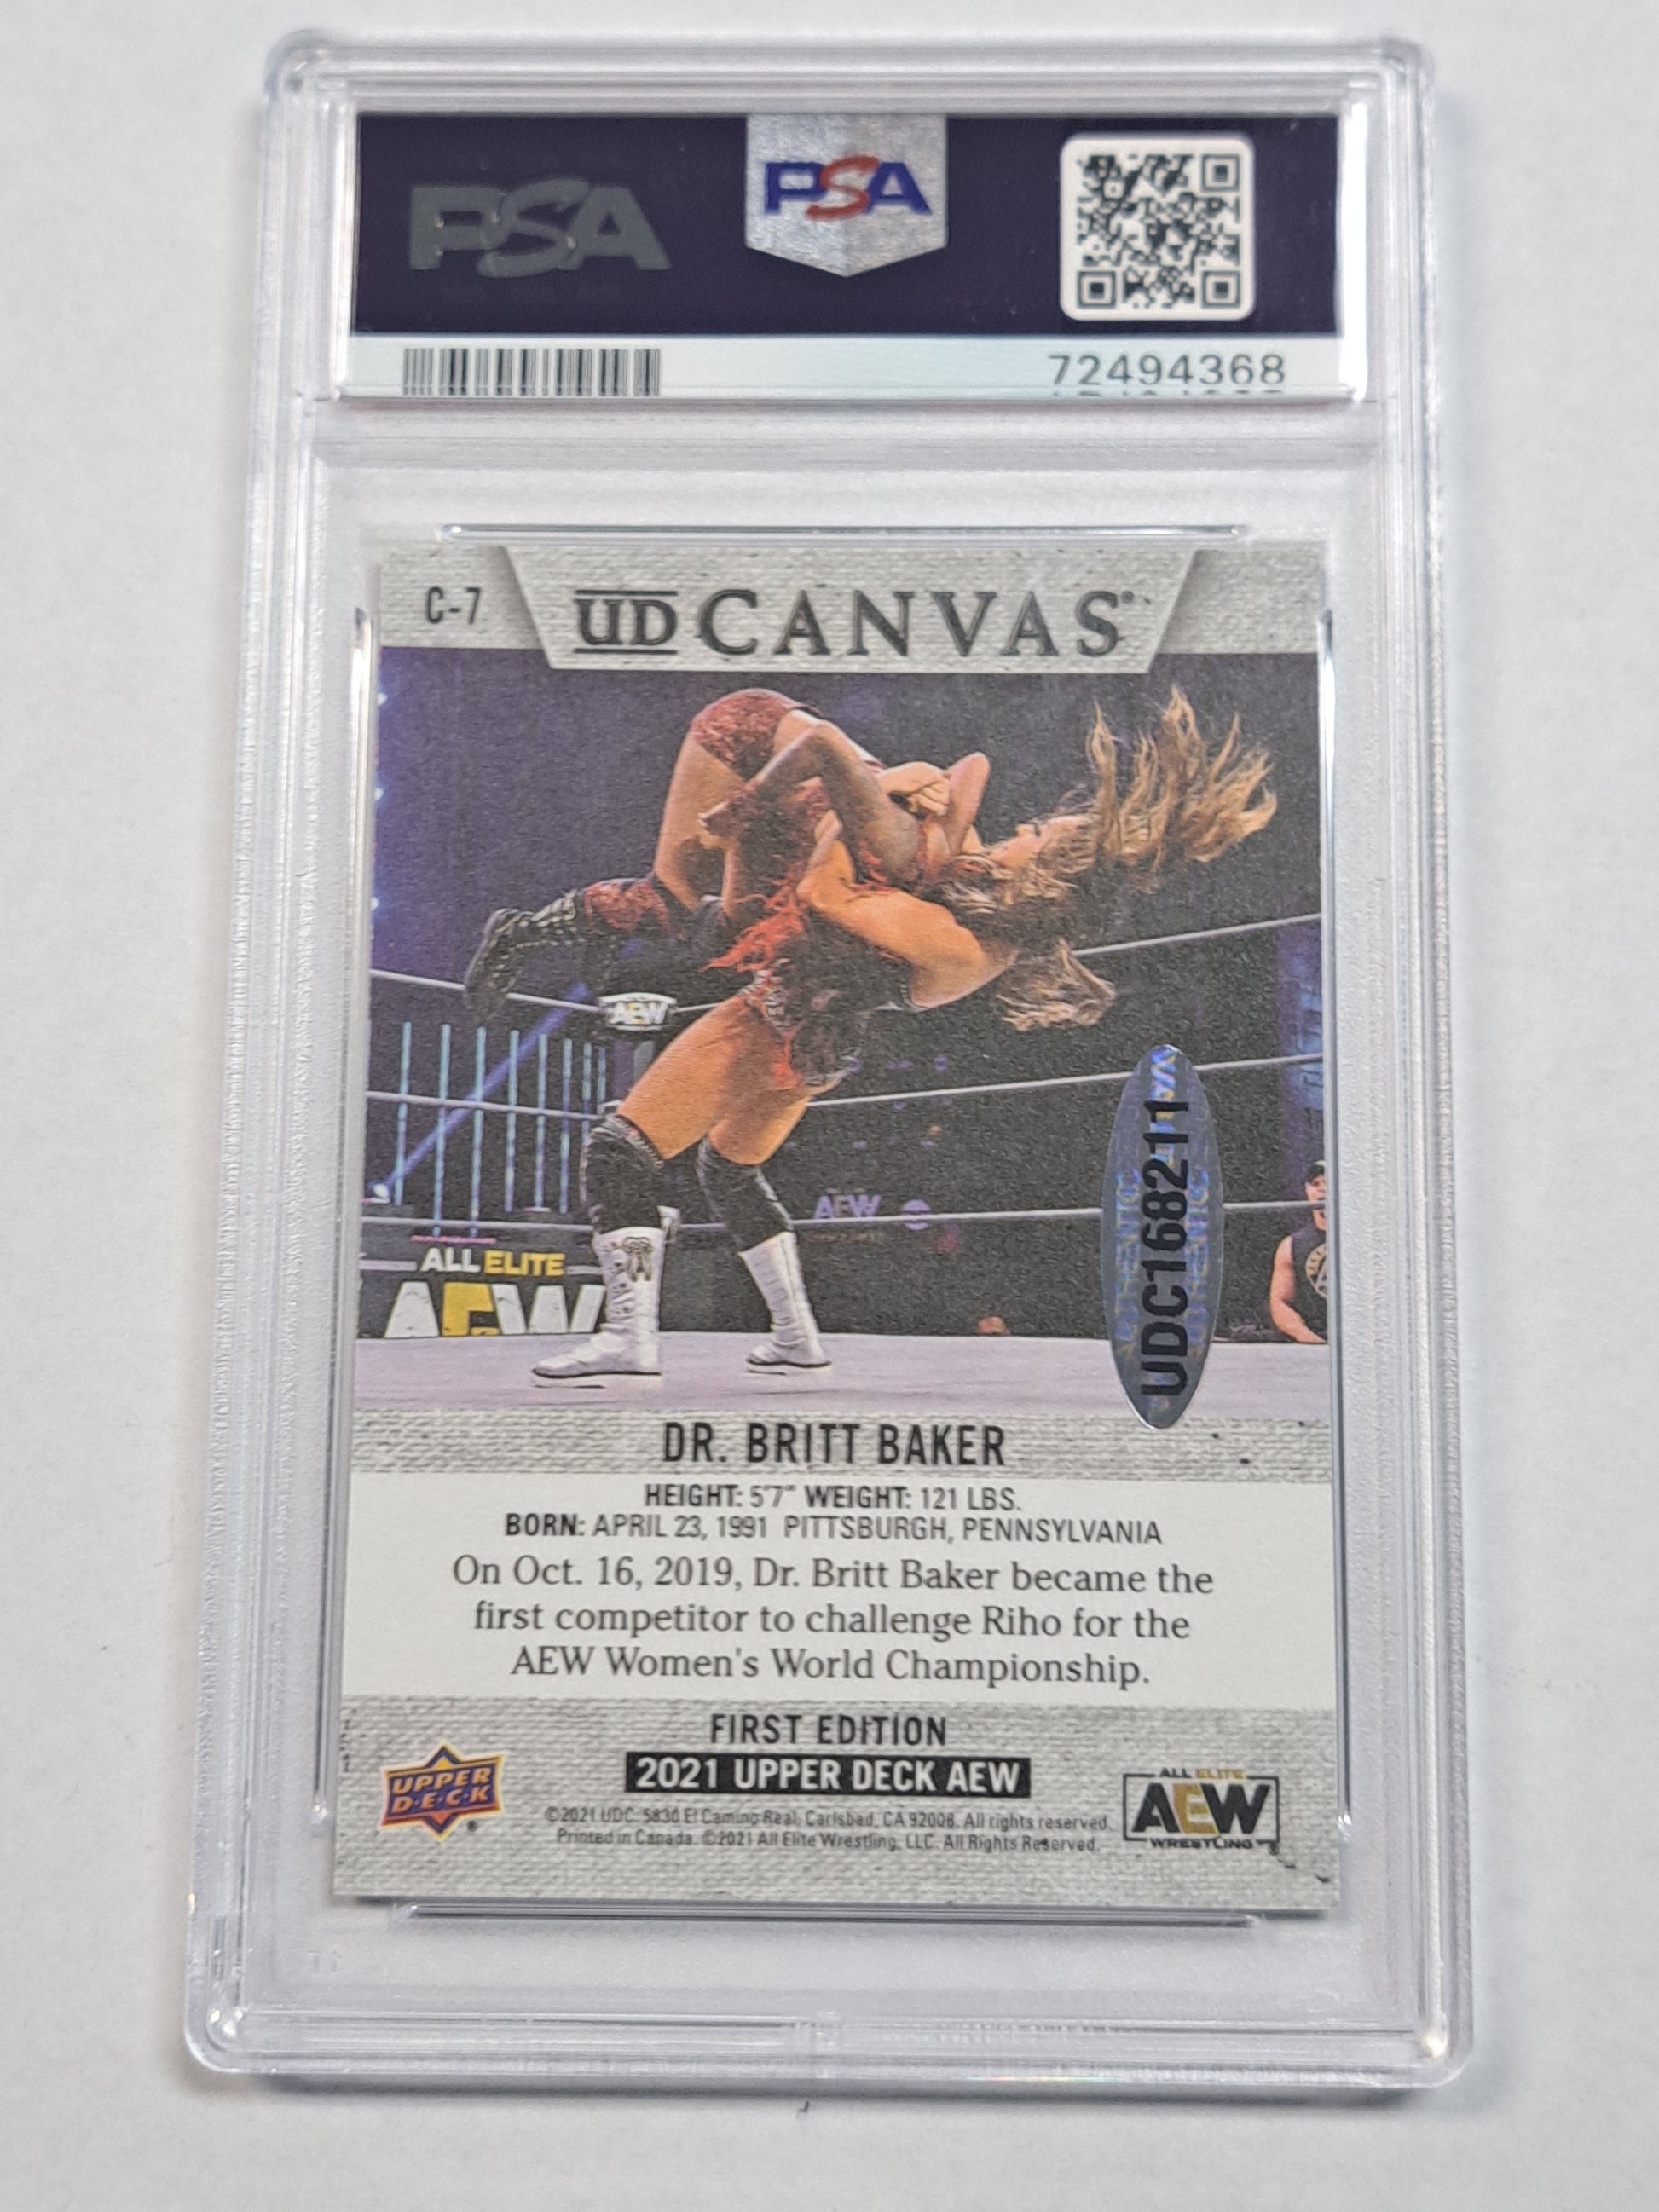 PSA
PSA
72494368
C-7
UD CANVAS
AEW
AEW
ALL ELITE
AEW
UDC168211
DR. BRITT BAKER
HEIGHT: 5'7" WEIGHT: 121 LBS.
BORN: APRIL 23, 1991 PITTSBURGH, PENNSYLVANIA
On Oct. 16, 2019, Dr. Britt Baker became the
first competitor to challenge Riho for the
AEW Women's World Championship.
FIRST EDITION
2021 UPPER DECK AEW
UPPER
D·E·C·K
©2021 UDC. 5830 El Camino Real, Carlsbad, CA 92008. All rights reserved.
Printed in Canada. ©2021 All Elite Wrestling, LLC. All Rights Reserved.
ALL ELITE
AEW
WRESTLING